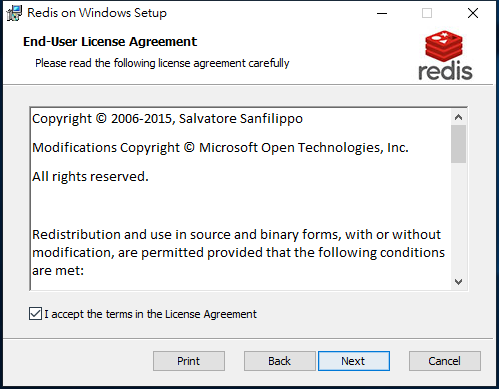 Redis on Windows Setup
End-User License Agreement
Please read the following license agreement carefully
redis
Copyright © 2006-2015, Salvatore Sanfilippo
Modifications Copyright © Microsoft Open Technologies, Inc.
All rights reserved.
Redistribution and use in source and binary forms, with or without
modification, are permitted provided that the following conditions
are met:
I accept the terms in the License Agreement
Print
Back
Next
Cancel